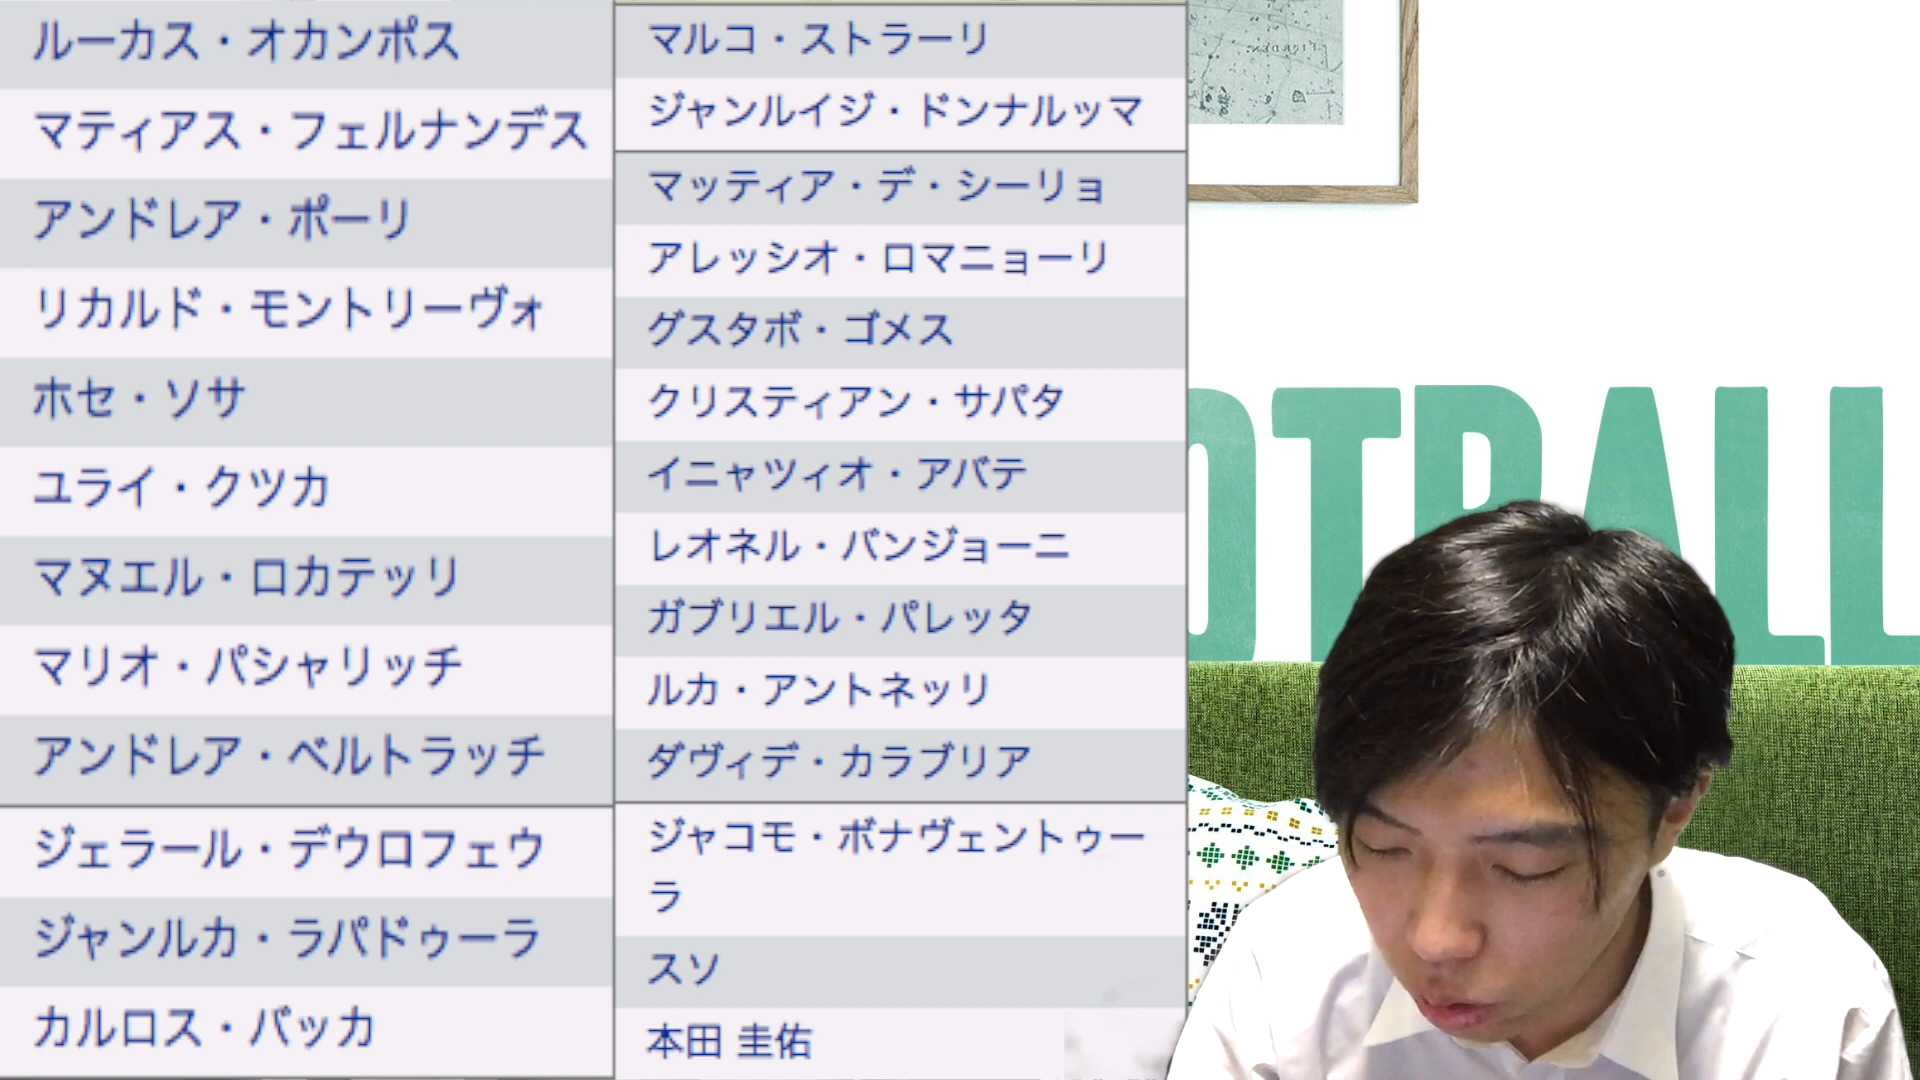 ルーカス・オカンポス
マティアス・フェルナンデス
アンドレア・ポーリ
リカルド・モントリーヴォ
ホセ・ソサ
ユライ・クツカ
マヌエル・ロカテッリ
マリオ・パシャリッチ
アンドレア・ベルトラッチ
ジェラール・デウロフェウ
ジャンルカ・ラパドゥーラ
カルロス・バッカ
マルコ・ストラーリ
ジャンルイジ・ドンナルッマ
マッティア・デ・シーリョ
アレッシオ・ロマニョーリ
グスタボ・ゴメス
クリスティアン・サパタ
イニャツィオ・アバテ
レオネル・バンジョーニ
ガブリエル・パレッタ
ルカ・アントネッリ
ダヴィデ・カラブリア
ジャコモ・ボナヴェントゥー
ラ
スソ
本田 圭佑
OTBALL